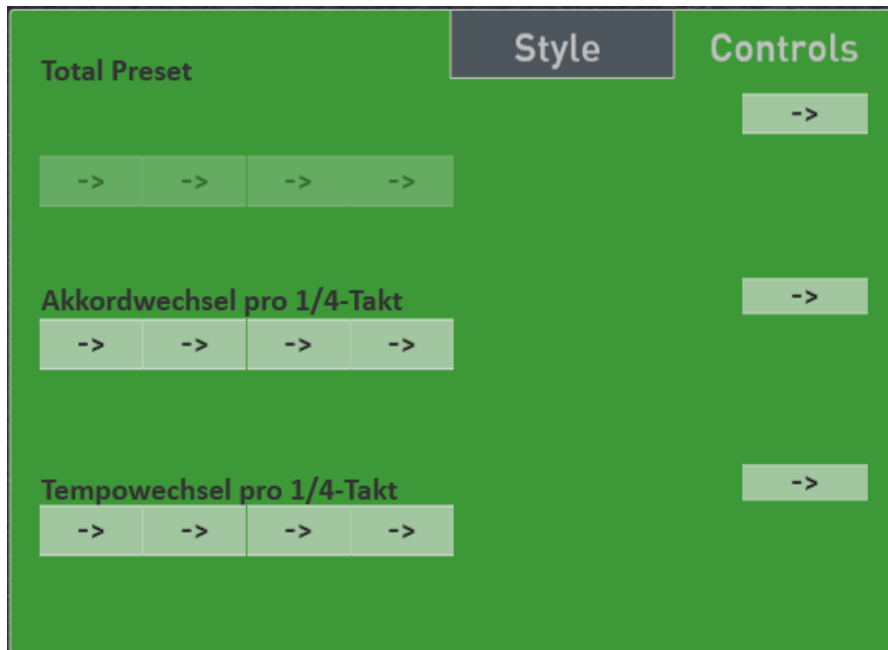 Style Controls
Total Preset
->
-> -> -> ->
Akkordwechsel pro 1/4-Takt
->
-> -> -> ->
Tempowechsel pro 1/4-Takt
->
-> -> -> ->